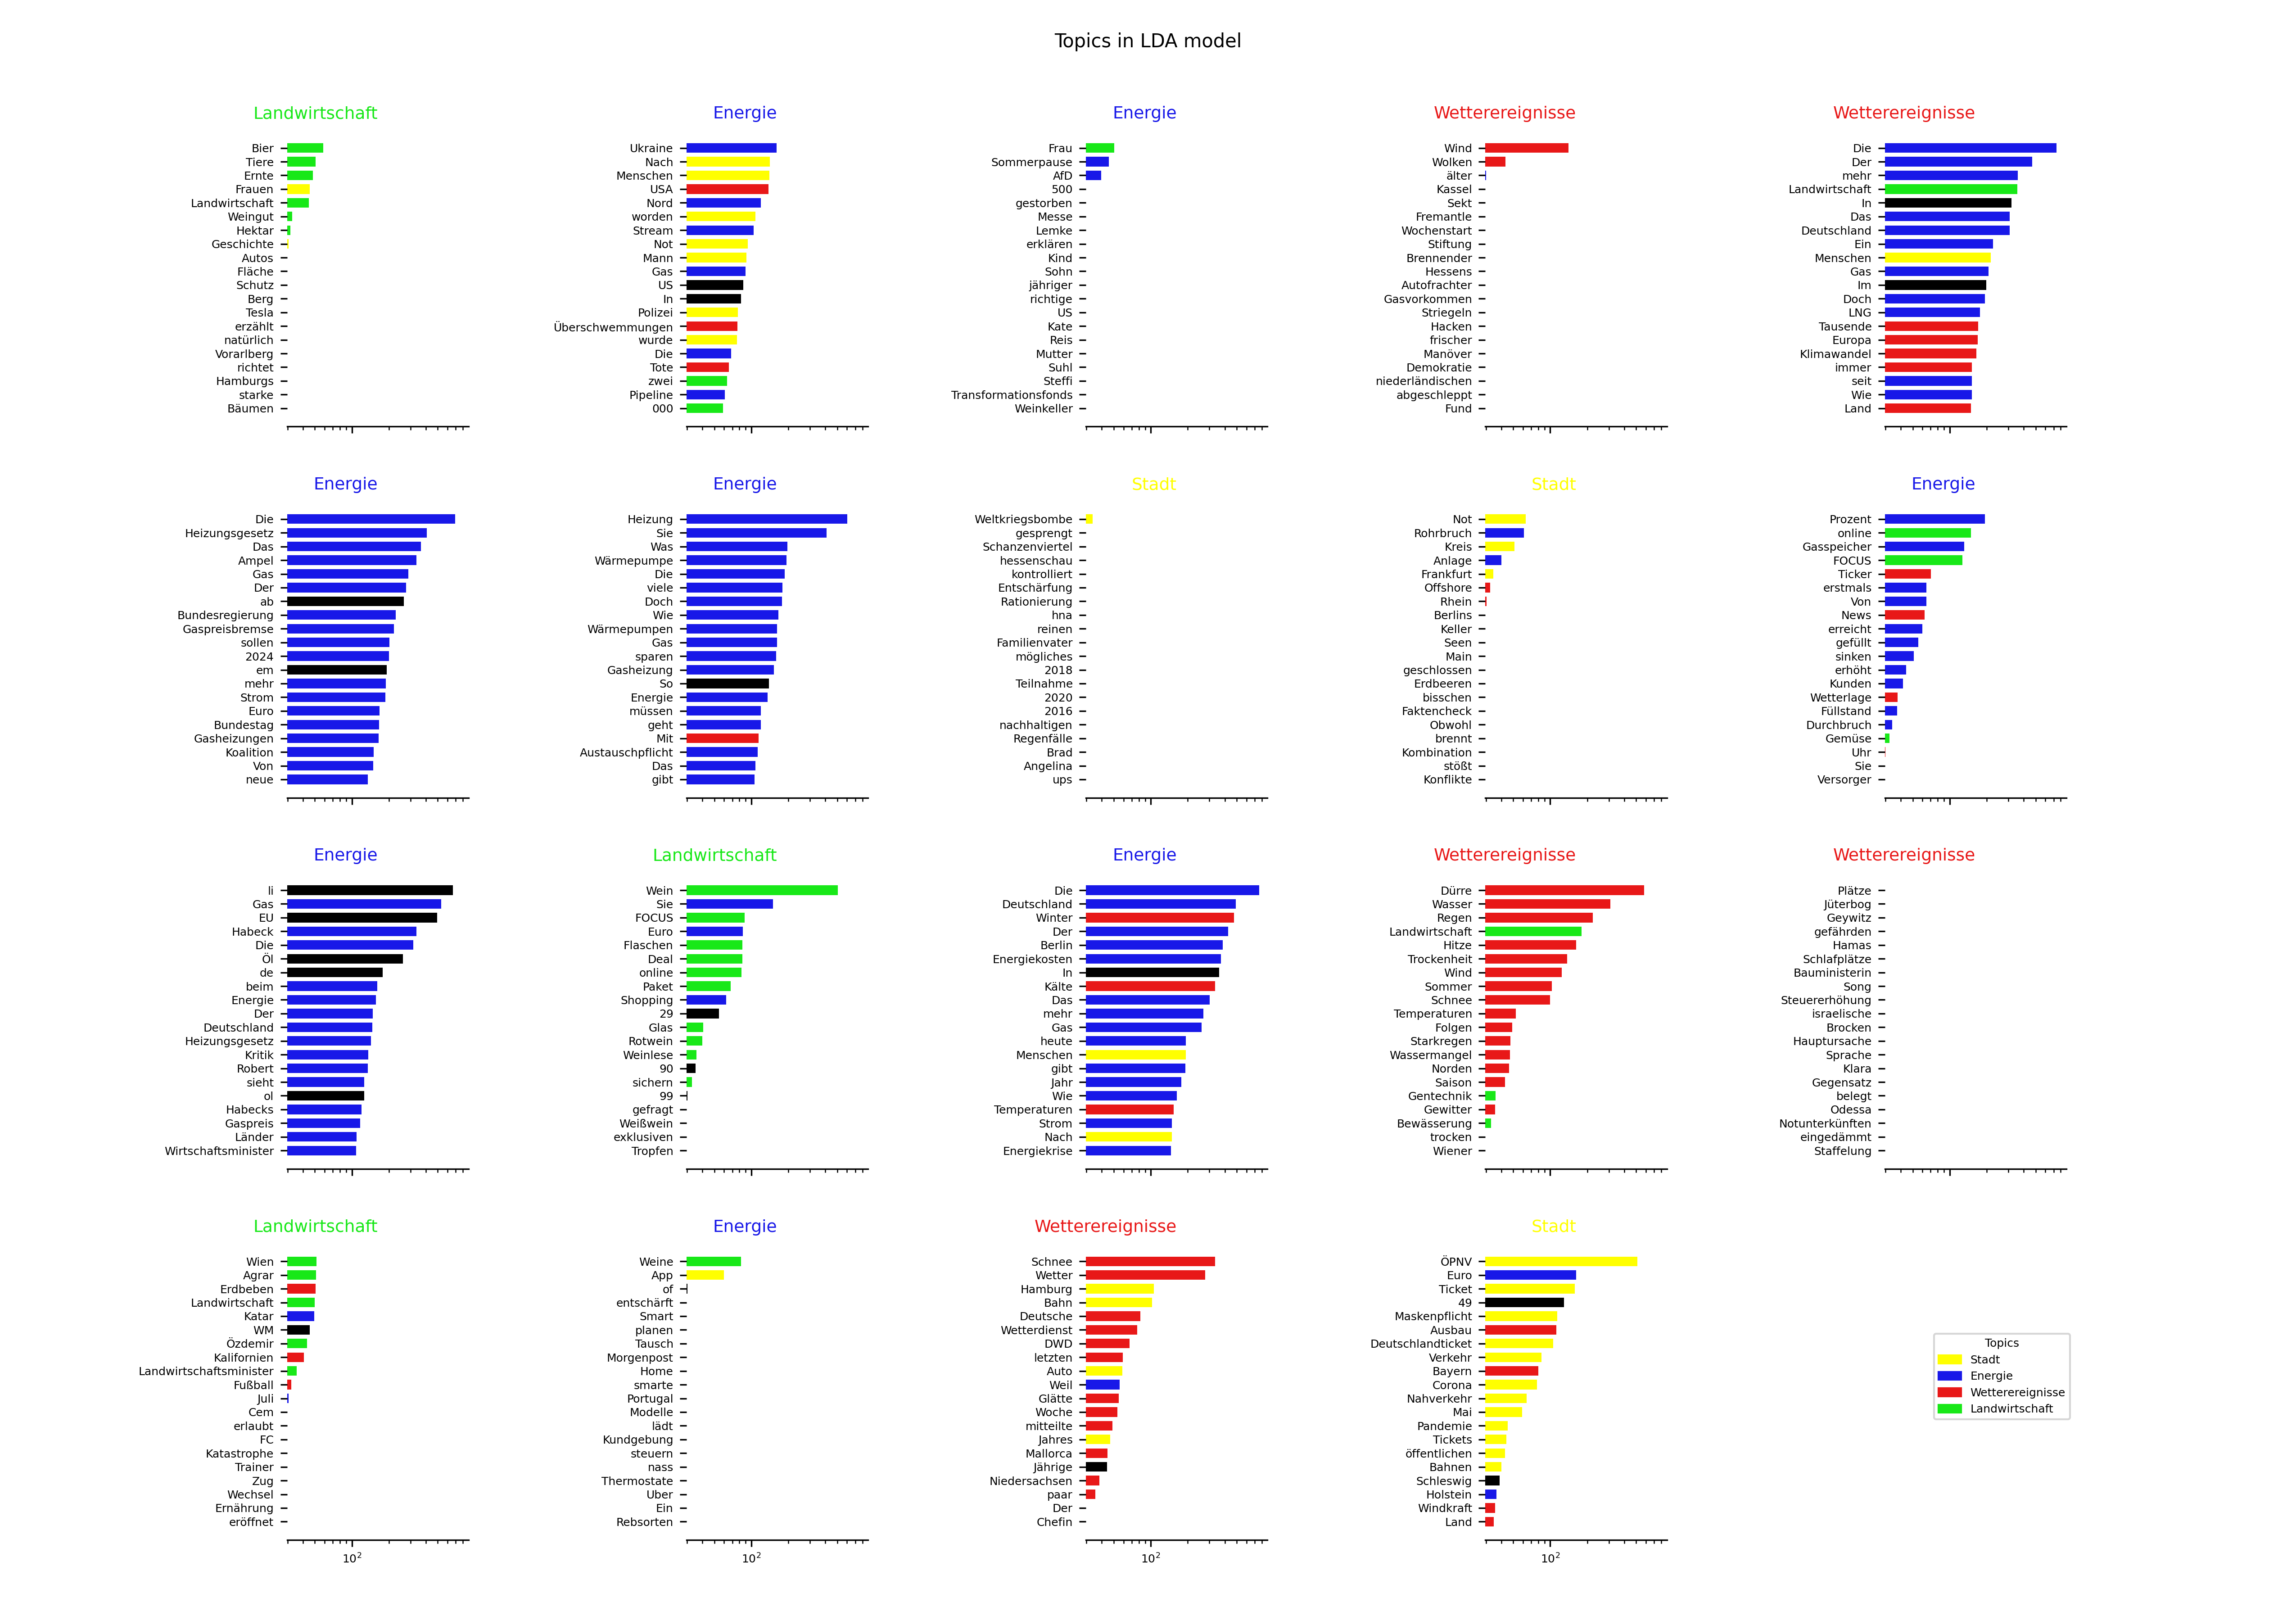 Topics in LDA model
Landwirtschaft
Bier
Tiere
Ernte
Frauen
Landwirtschaft
Weingut
Hektar
Geschichte
Autos
Fläche
Schutz
Berg
Tesla
erzählt
natürlich
Vorarlberg
richtet
Hamburgs
starke
Bäumen
Energie
Ukraine
Nach
Menschen
USA
Nord
worden
Stream
Not
Mann
Gas
US
In
Polizei
Überschwemmungen
wurde
Die
Tote
zwei
Pipeline
000
Energie
Frau
Sommerpause
AfD
500
gestorben
Messe
Lemke
erklären
Kind
Sohn
jähriger
richtige
US
Kate
Reis
Mutter
Suhl
Steffi
Transformationsfonds
Weinkeller
Wetterereignisse
Wind
Wolken
älter
Kassel
Sekt
Fremantle
Wochenstart
Stiftung
Brennender
Hessens
Autofrachter
Gasvorkommen
Striegeln
Hacken
frischer
Manöver
Demokratie
niederländischen
abgeschleppt
Fund
Wetterereignisse
Die
Der
mehr
Landwirtschaft
In
Das
Deutschland
Ein
Menschen
Gas
Im
Doch
LNG
Tausende
Europa
Klimawandel
immer
seit
Wie
Land
Energie
Die
Heizungsgesetz
Das
Ampel
Gas
Der
ab
Bundesregierung
Gaspreisbremse
sollen
2024
em
mehr
Strom
Euro
Bundestag
Gasheizungen
Koalition
Von
neue
Energie
Heizung
Sie
Was
Wärmepumpe
Die
viele
Doch
Wie
Wärmepumpen
Gas
sparen
Gasheizung
So
Energie
müssen
geht
Mit
Austauschpflicht
Das
gibt
Stadt
Weltkriegsbombe
gesprengt
Schanzenviertel
hessenschau
kontrolliert
Entschärfung
Rationierung
hna
reinen
Familienvater
mögliches
2018
Teilnahme
2020
2016
nachhaltigen
Regenfälle
Brad
Angelina
ups
Stadt
Not
Rohrbruch
Kreis
Anlage
Frankfurt
Offshore
Rhein
Berlins
Keller
Seen
Main
geschlossen
Erdbeeren
bisschen
Faktencheck
Obwohl
brennt
Kombination
stößt
Konflikte
Energie
Prozent
online
Gasspeicher
FOCUS
Ticker
erstmals
Von
News
erreicht
gefüllt
sinken
erhöht
Kunden
Wetterlage
Füllstand
Durchbruch
Gemüse
Uhr
Sie
Versorger
Energie
li
Gas
EU
Habeck
Die
Öl
de
beim
Energie
Der
Deutschland
Heizungsgesetz
Kritik
Robert
sieht
ol
Habecks
Gaspreis
Länder
Wirtschaftsminister
Landwirtschaft
Wein
Sie
FOCUS
Euro
Flaschen
Deal
online
Paket
Shopping
29
Glas
Rotwein
Weinlese
90
sichern
99
gefragt
Weißwein
exklusiven
Tropfen
Energie
Die
Deutschland
Winter
Der
Berlin
Energiekosten
In
Kälte
Das
mehr
Gas
heute
Menschen
gibt
Jahr
Wie
Temperaturen
Strom
Nach
Energiekrise
Wetterereignisse
Dürre
Wasser
Regen
Landwirtschaft
Hitze
Trockenheit
Wind
Sommer
Schnee
Temperaturen
Folgen
Starkregen
Wassermangel
Norden
Saison
Gentechnik
Gewitter
Bewässerung
trocken
Wiener
Wetterereignisse
Plätze
Jüterbog
Geywitz
gefährden
Hamas
Schlafplätze
Bauministerin
Song
Steuererhöhung
israelische
Brocken
Hauptursache
Sprache
Klara
Gegensatz
belegt
Odessa
Notunterkünften
eingedämmt
Staffelung
Landwirtschaft
Wien
Agrar
Erdbeben
Landwirtschaft
Katar
WM
Özdemir
Kalifornien
Landwirtschaftsminister
Fußball
Juli
Cem
erlaubt
FC
Katastrophe
Trainer
Zug
Wechsel
Ernährung
eröffnet
10²
Energie
Weine
App
of
entschärft
Smart
planen
Tausch
Morgenpost
Home
smarte
Portugal
Modelle
lädt
Kundgebung
steuern
nass
Thermostate
Uber
Ein
Rebsorten
10²
Wetterereignisse
Schnee
Wetter
Hamburg
Bahn
Deutsche
Wetterdienst
DWD
letzten
Auto
Weil
Glätte
Woche
mitteilte
Jahres
Mallorca
Jährige
Niedersachsen
paar
Der
Chefin
10²
Stadt
ÖPNV
Euro
Ticket
49
Maskenpflicht
Ausbau
Deutschlandticket
Verkehr
Bayern
Corona
Nahverkehr
Mai
Pandemie
Tickets
öffentlichen
Bahnen
Schleswig
Holstein
Windkraft
Land
10²
Topics
Stadt
Energie
Wetterereignisse
Landwirtschaft